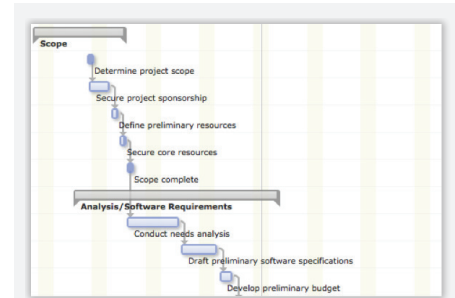 Scope
Determine project scope
Secure project sponsorship
Define preliminary resources
Secure core resources
Scope complete
Analysis/Software Requirements
Conduct needs analysis
Draft preliminary software specifications
Develop preliminary budget